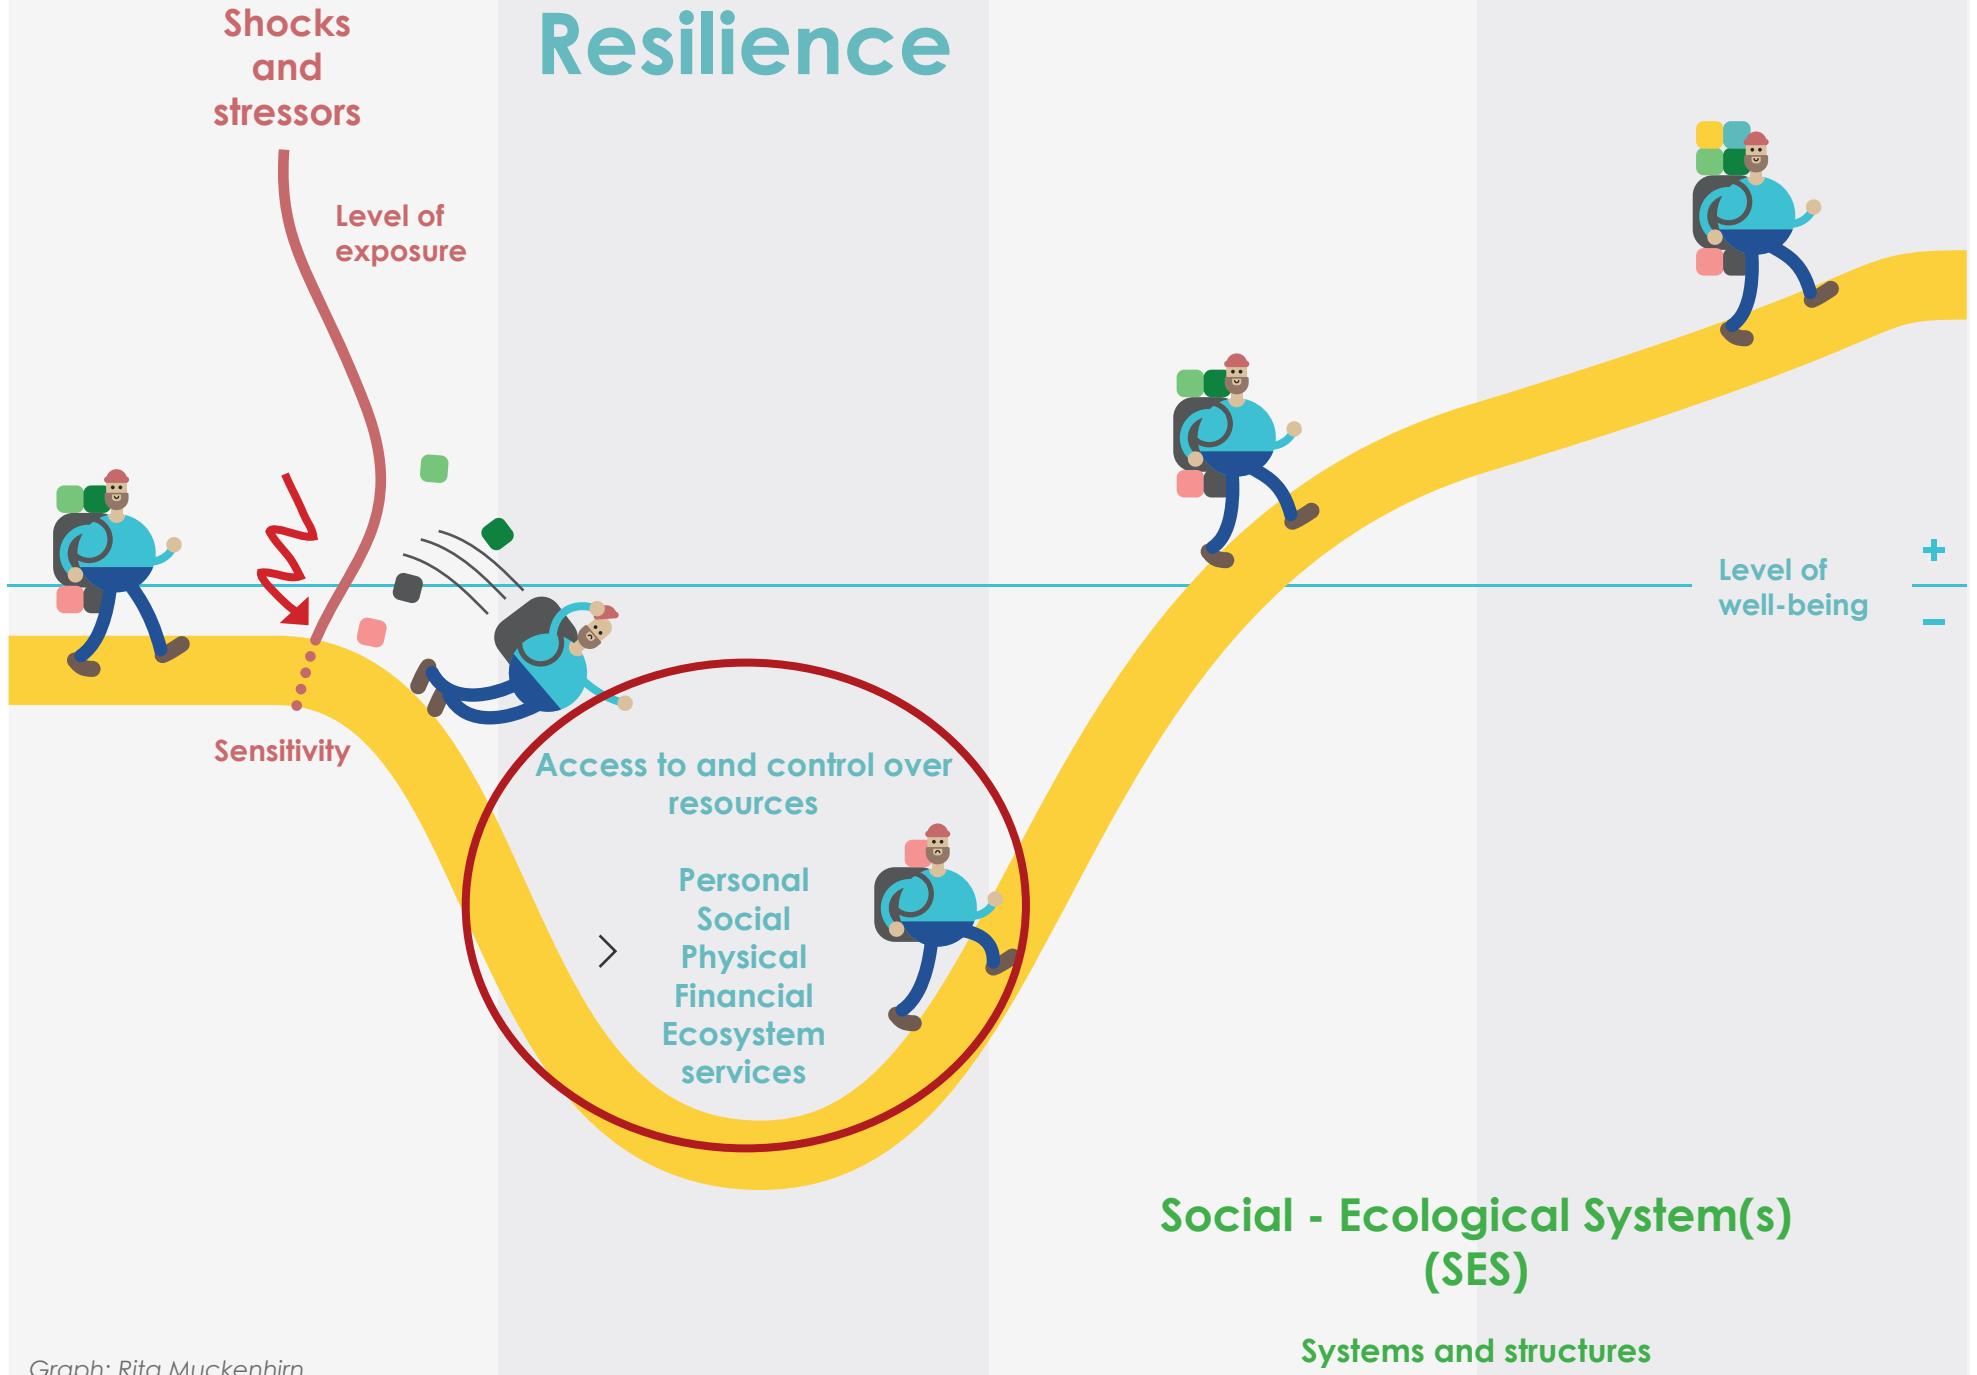 Shocks
and
stressors
Resilience
Level of
exposure
Level of
well-being
+
−
Sensitivity
Access to and control over
resources
Personal
Social
Physical
Financial
Ecosystem
services
Social - Ecological System(s)
(SES)
Systems and structures
Graph: Rita Muckenhirn